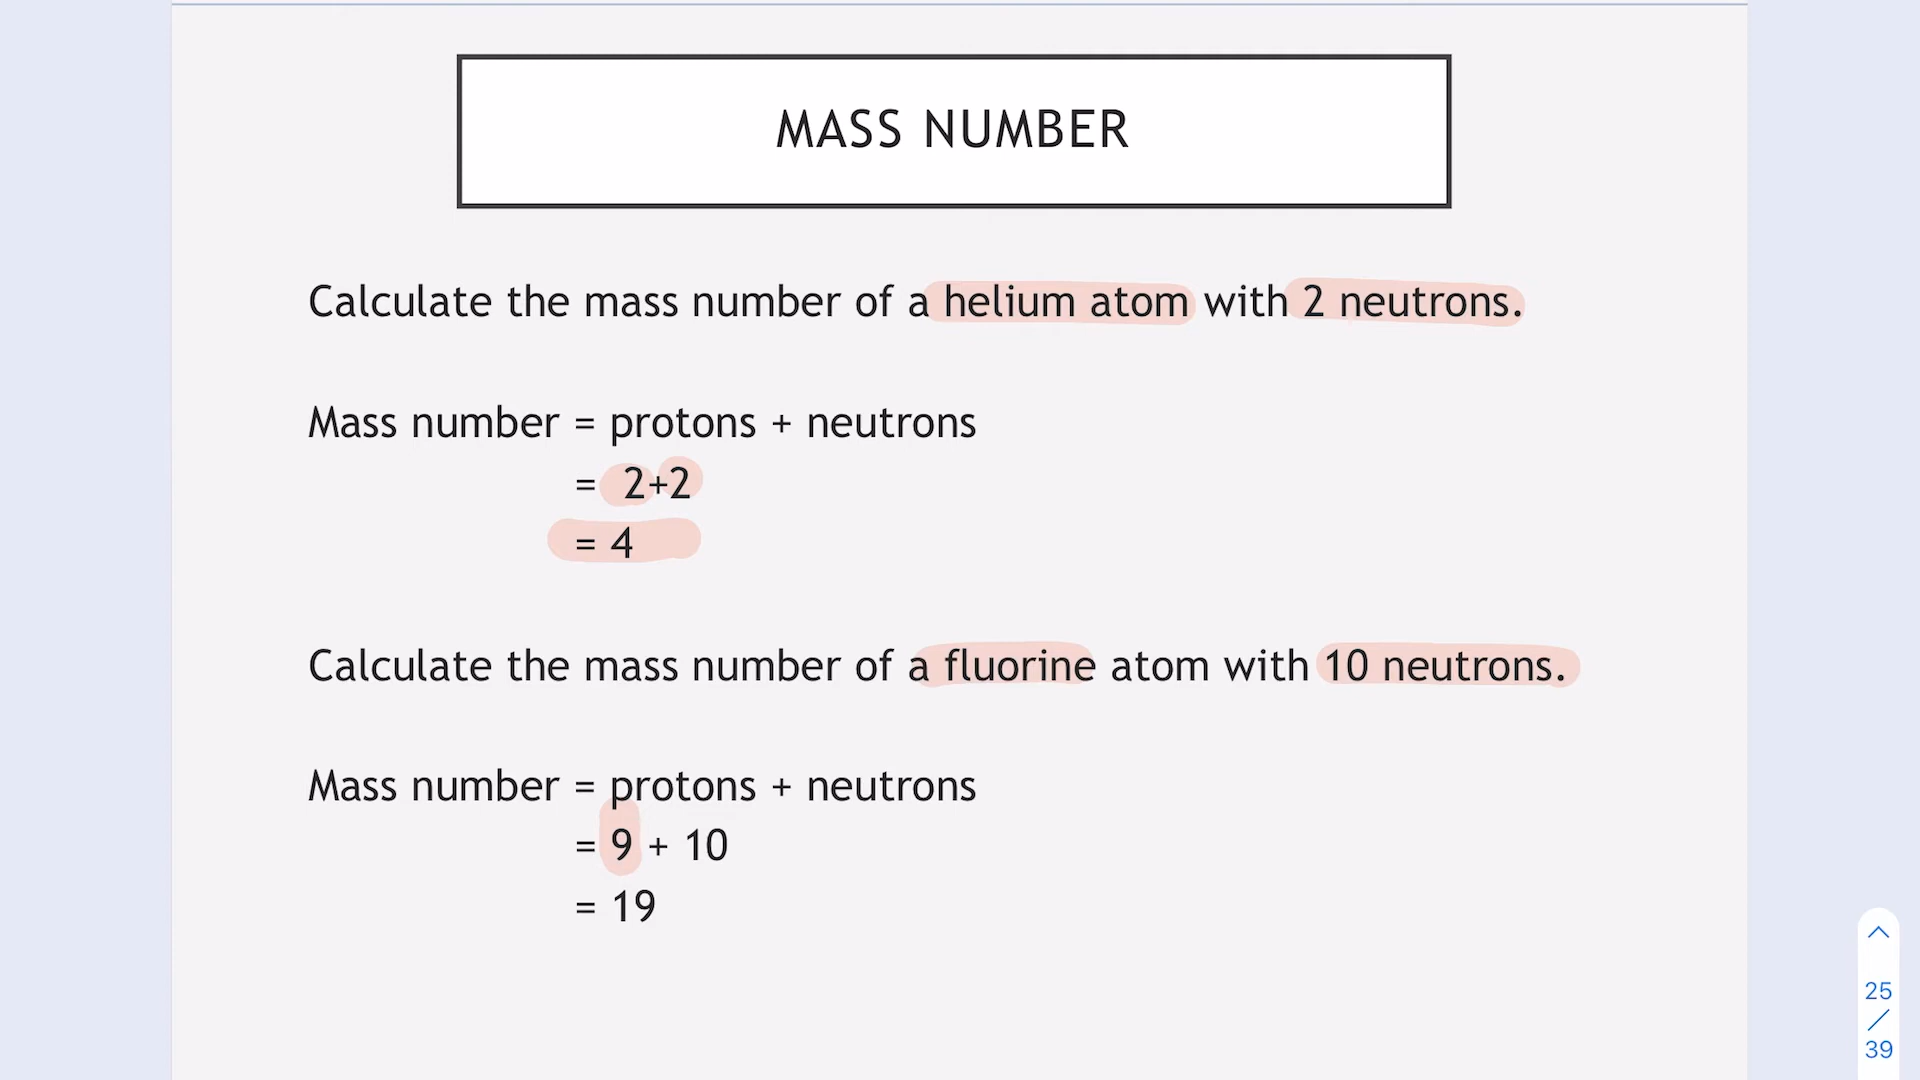 MASS NUMBER
Calculate the mass number of a helium atom with 2 neutrons.
Mass number = protons + neutrons
= 2+2
= 4
Calculate the mass number of a fluorine atom with 10 neutrons.
Mass number = protons + neutrons
= 9 + 10
= 19
25
/
39